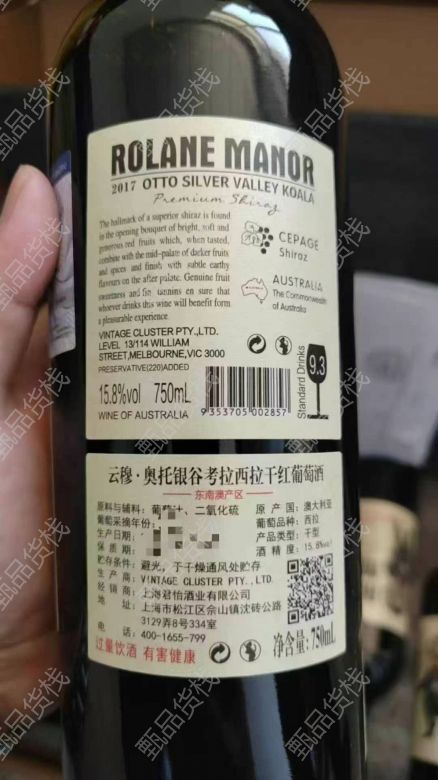 ROLANE MANOR
2017 OTTO SILVER VALLEY KOALA
Premium Shiraz
The hallmark of a superior shiraz is found
in the opening bouquet of bright, soft and
generous red fruits which, when tasted,
combine with the mid-palate of darker fruits
and spices and finish with subtle earthy
flavours on the after palate. Genuine fruit
sweetness and fin tannins en sure that
whoever drinks this wine will benefit form
a pleasurable experience.
CEPAGE
Shiraz
AUSTRALIA
The Commonwealth
of Australia
VINTAGE CLUSTER PTY.,LTD.
LEVEL 13/114 WILLIAM
STREET,MELBOURNE,VIC 3000
PRESERVATIVE(220)ADDED
15.8%vol 750mL
WINE OF AUSTRALIA
9353705002857
Standard Drinks
9.3
云穆·奥托银谷考拉西拉干红葡萄酒
东南澳产区
原料与辅料: 葡萄汁、二氧化硫
葡萄采摘年份:
生产日期:
保质期:
贮存条件: 避光, 于干燥通风处贮存
生产商: VINTAGE CLUSTER PTY.,LTD.
经销商: 上海君怡酒业有限公司
地址: 上海市松江区佘山镇沈砖公路
3129弄8号334室
电话: 400-1655-799
原产国: 澳大利亚
葡萄品种: 西拉
产品类型: 干型
酒精度: 15.8%vol
过量饮酒 有害健康
净含量: 750mL
甄品货栈